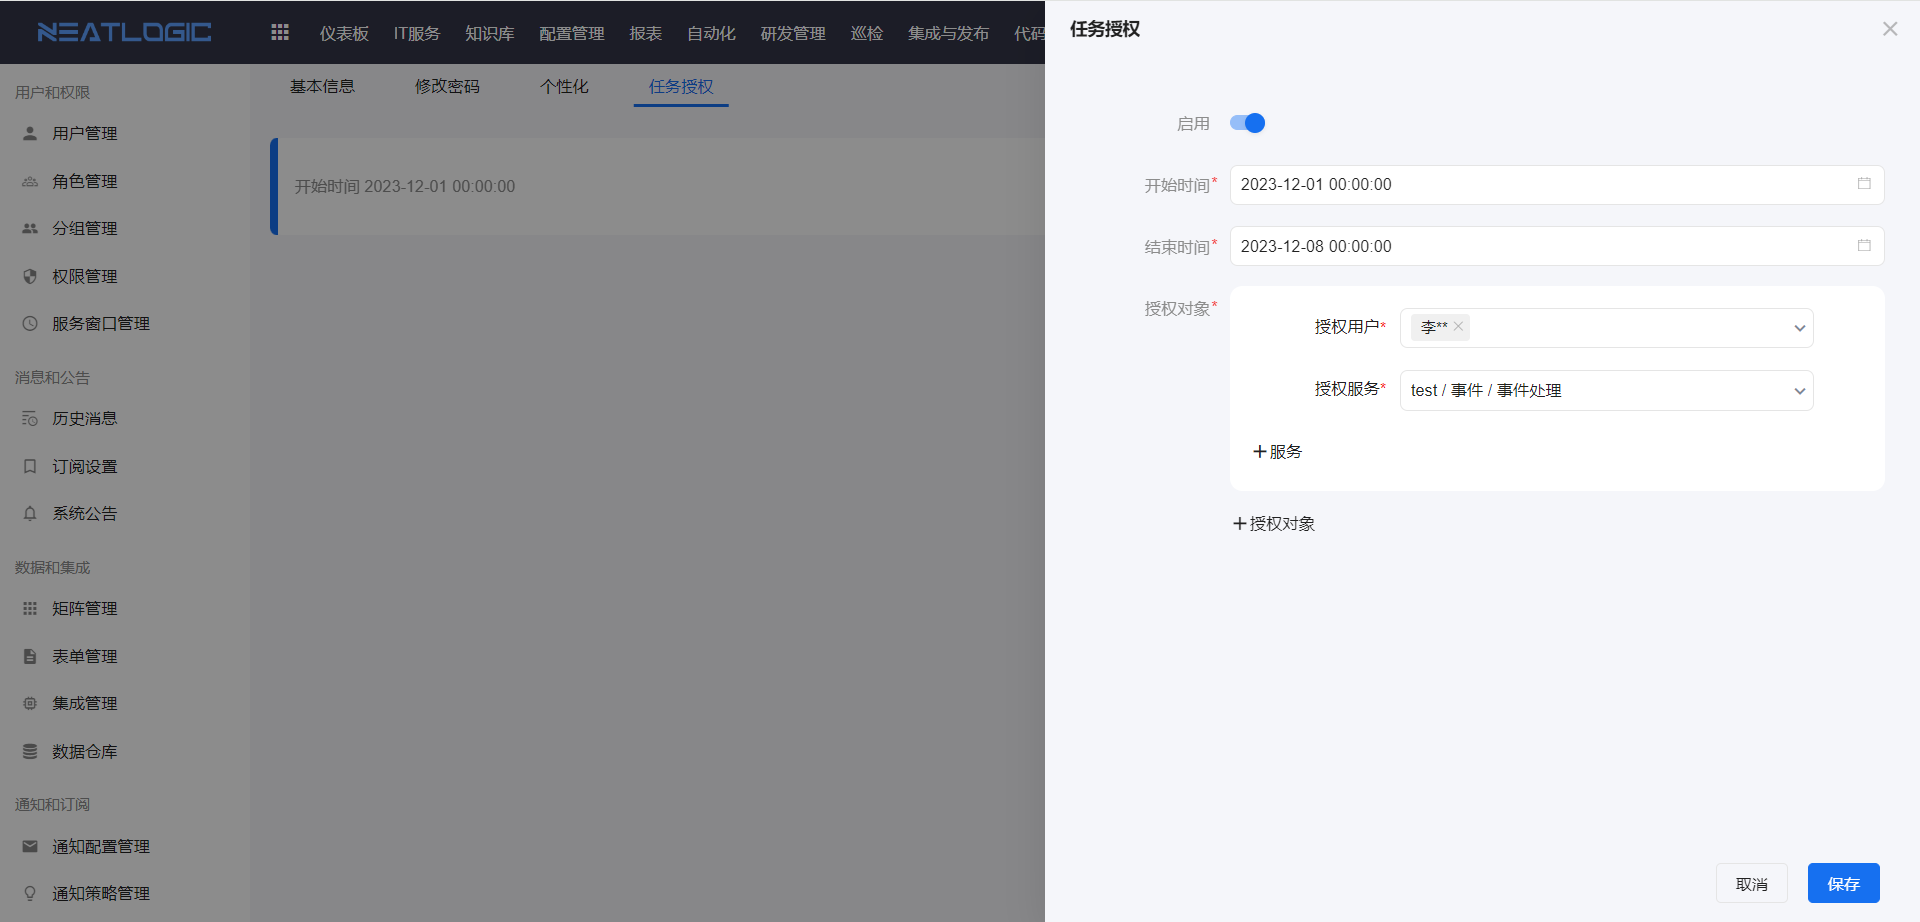 NEATLOGIC
仪表板 IT服务 知识库 配置管理 报表 自动化 研发管理 巡检 集成与发布 代码
用户和权限
用户管理
角色管理
分组管理
权限管理
服务窗口管理
消息和公告
历史消息
订阅设置
系统公告
数据和集成
矩阵管理
表单管理
集成管理
数据仓库
通知和订阅
通知配置管理
通知策略管理
基本信息 修改密码 个性化 任务授权
开始时间 2023-12-01 00:00:00
任务授权
启用
开始时间* 2023-12-01 00:00:00
结束时间* 2023-12-08 00:00:00
授权对象*
授权用户* 李**
授权服务* test / 事件 / 事件处理
+服务
+授权对象
取消 保存